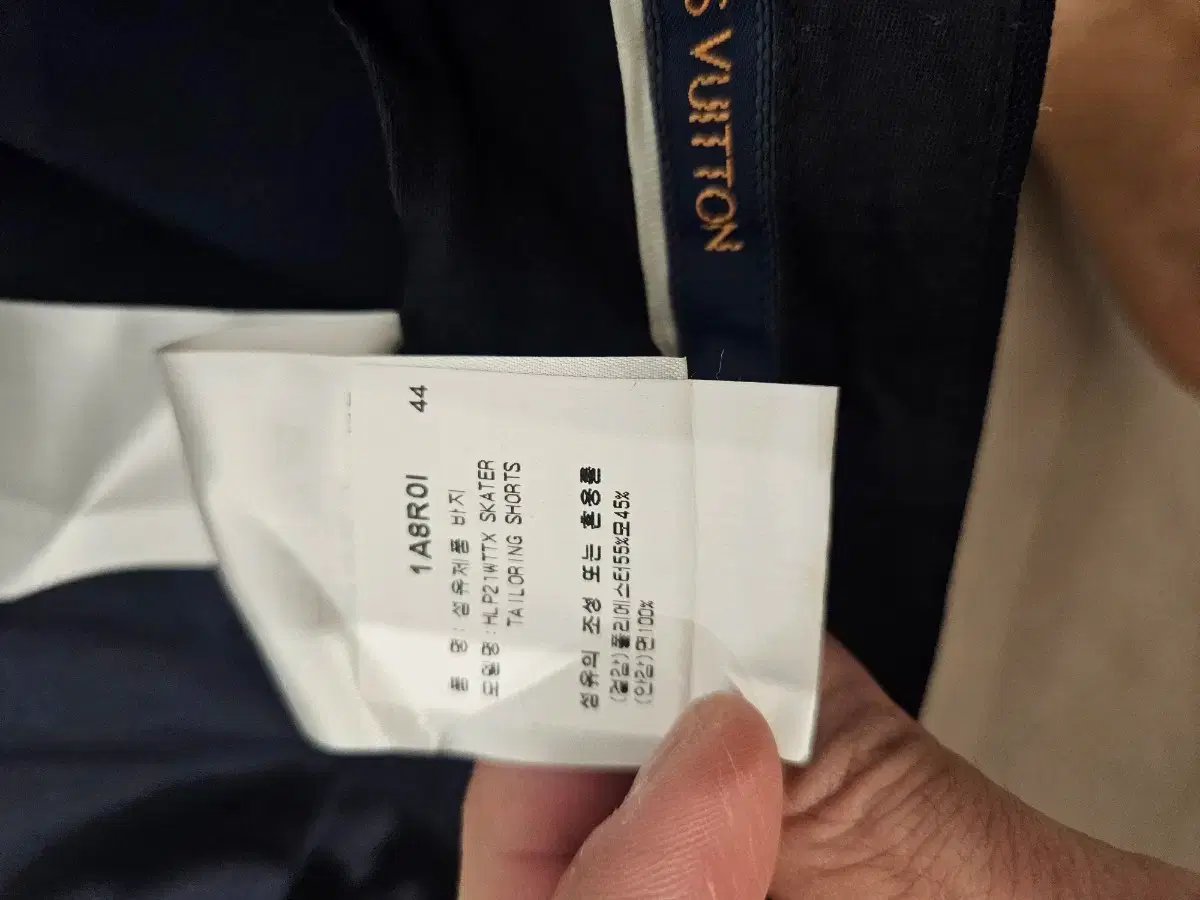 S VUITTON
1A8R0I 44
품 명:섬유제품 바지
모델명:HLP21WTTX SKATER
TAILORING SHORTS
섬유의 조성 또는 혼용률
(겉감)폴리에스터55%모45%
(안감)면100%